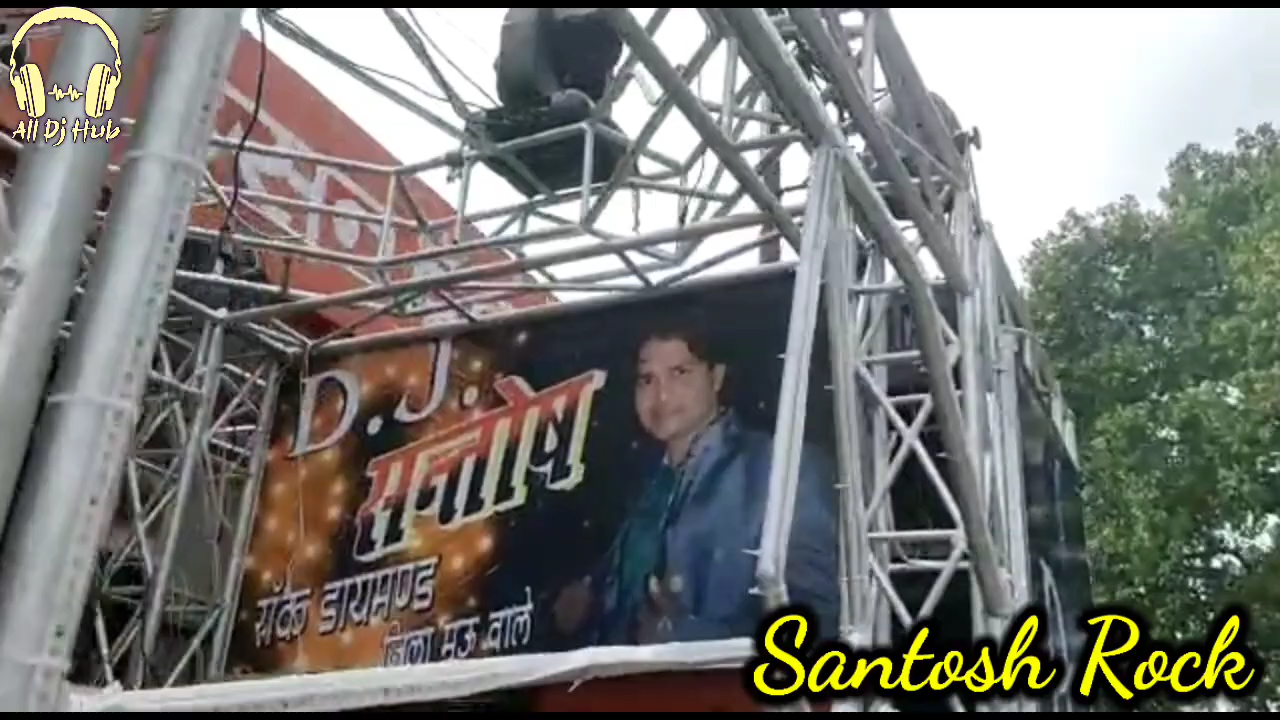 All Dj Hub
D.J.
सन्तोष
रॉक डायमण्ड
जिला मऊ वाले
Santosh Rock